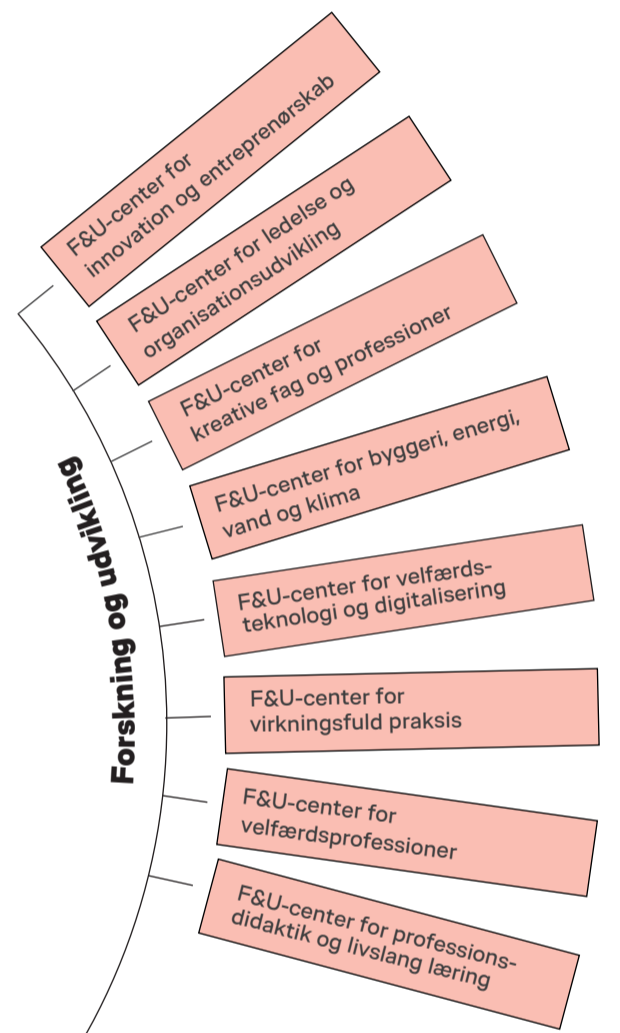 F&U-center for
innovation og entreprenørskab
F&U-center for ledelse og
organisationsudvikling
F&U-center for
kreative fag og professioner
F&U-center for byggeri, energi,
vand og klima
F&U-center for velfærds-
teknologi og digitalisering
F&U-center for
virkningsfuld praksis
F&U-center for
velfærdsprofessioner
F&U-center for professions-
didaktik og livslang læring
Forskning og udvikling